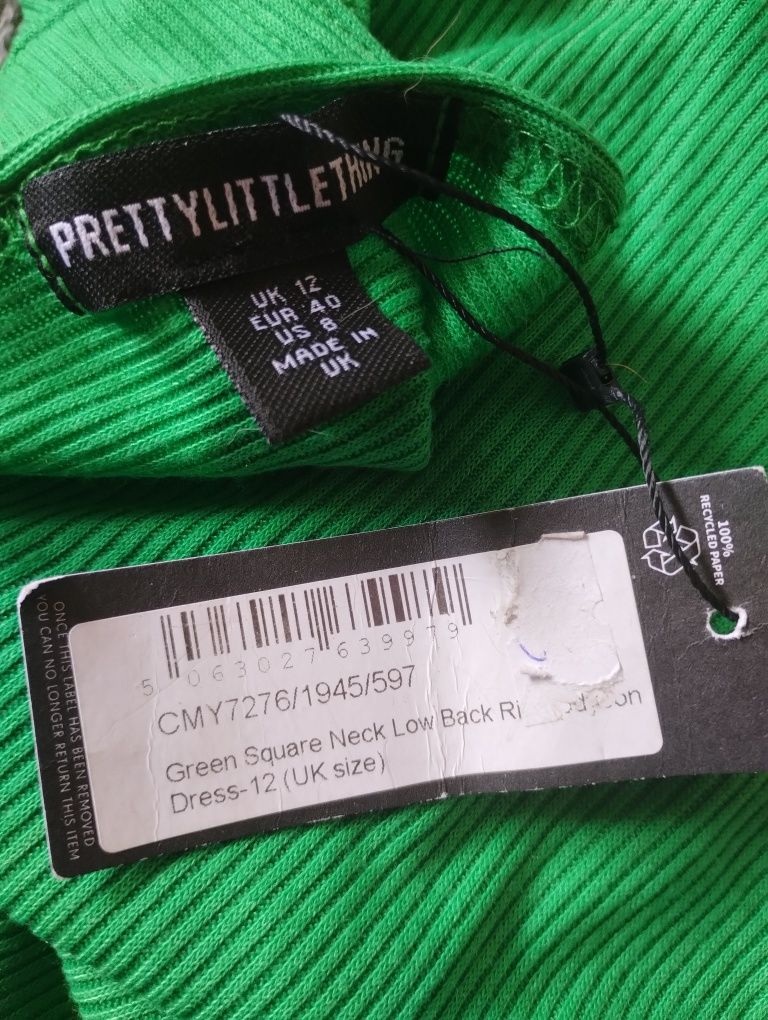 PRETTYLITTLETHING
UK 12
EUR 40
US 8
MADE IN
UK
100%
RECYCLED PAPER
ONCE THIS LABEL HAS BEEN REMOVED
YOU CAN NO LONGER RETURN THIS ITEM
5 063027 639979
CMY7276/1945/597
Green Square Neck Low Back Ri
Dress-12 (UK size)